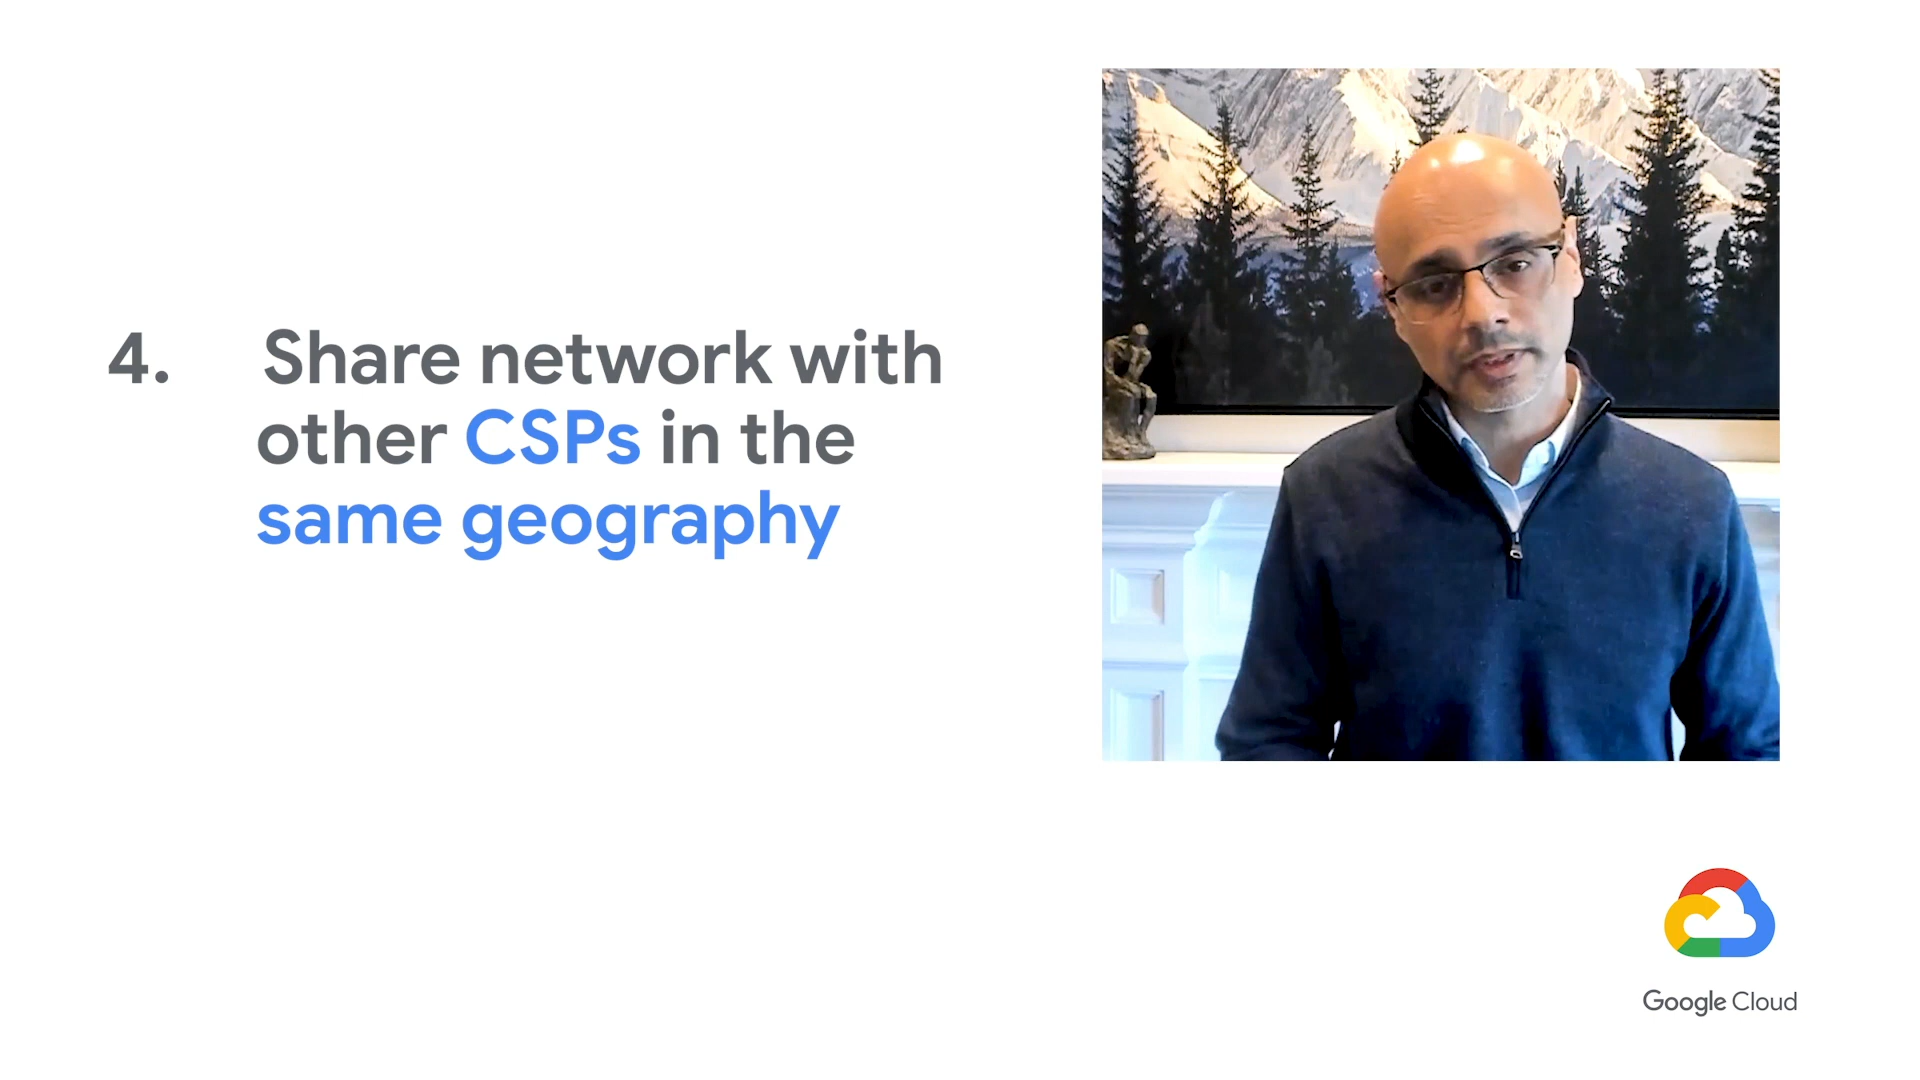 4. Share network with
other CSPs in the
same geography
Google Cloud